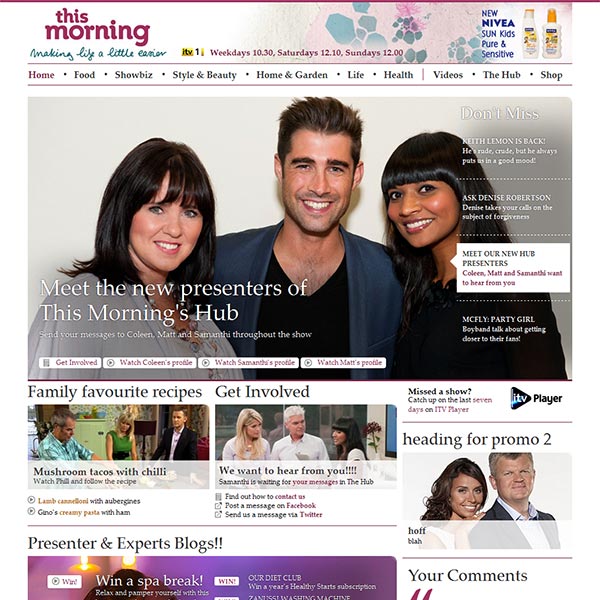 this
morning
making life a little easier
itv 1
Weekdays 10.30, Saturdays 12.10, Sundays 12.00
NEW
NIVEA
SUN Kids
Pure &
Sensitive
Home • Food • Showbiz • Style & Beauty • Home & Garden • Life • Health | Videos • The Hub • Shop
Don't Miss
KEITH LEMON IS BACK!
He's rude, crude, but he always
puts us in a good mood!
ASK DENISE ROBERTSON
Denise takes your calls on the
subject of forgiveness
MEET OUR NEW HUB
PRESENTERS
Coleen, Matt and Samanthi want
to hear from you
MCFLY: PARTY GIRL
Boyband talk about getting
closer to their fans!
Meet the new presenters of
This Morning's Hub
Send your messages to Coleen, Matt and Samanthi throughout the show
Get Involved
Watch Coleen's profile
Watch Samanthi's profile
Watch Matt's profile
Family favourite recipes
Mushroom tacos with chilli
Watch Phill and follow the recipe
Lamb cannelloni with aubergines
Gino's creamy pasta with ham
Get Involved
We want to hear from you!!!!
Samanthi is waiting for your messages in The Hub
Find out how to contact us
Post a message on Facebook
Send us a message via Twitter
Missed a show?
Catch up on the last seven
days on ITV Player
itv Player
heading for promo 2
hoff
blah
Presenter & Experts Blogs!!
Win!
Win a spa break!
Relax and pamper yourself with this
WIN!
OUR DIET CLUB
Win a year's Healthy Starts subscription
ZANUSSI WASHING MACHINE
Your Comments